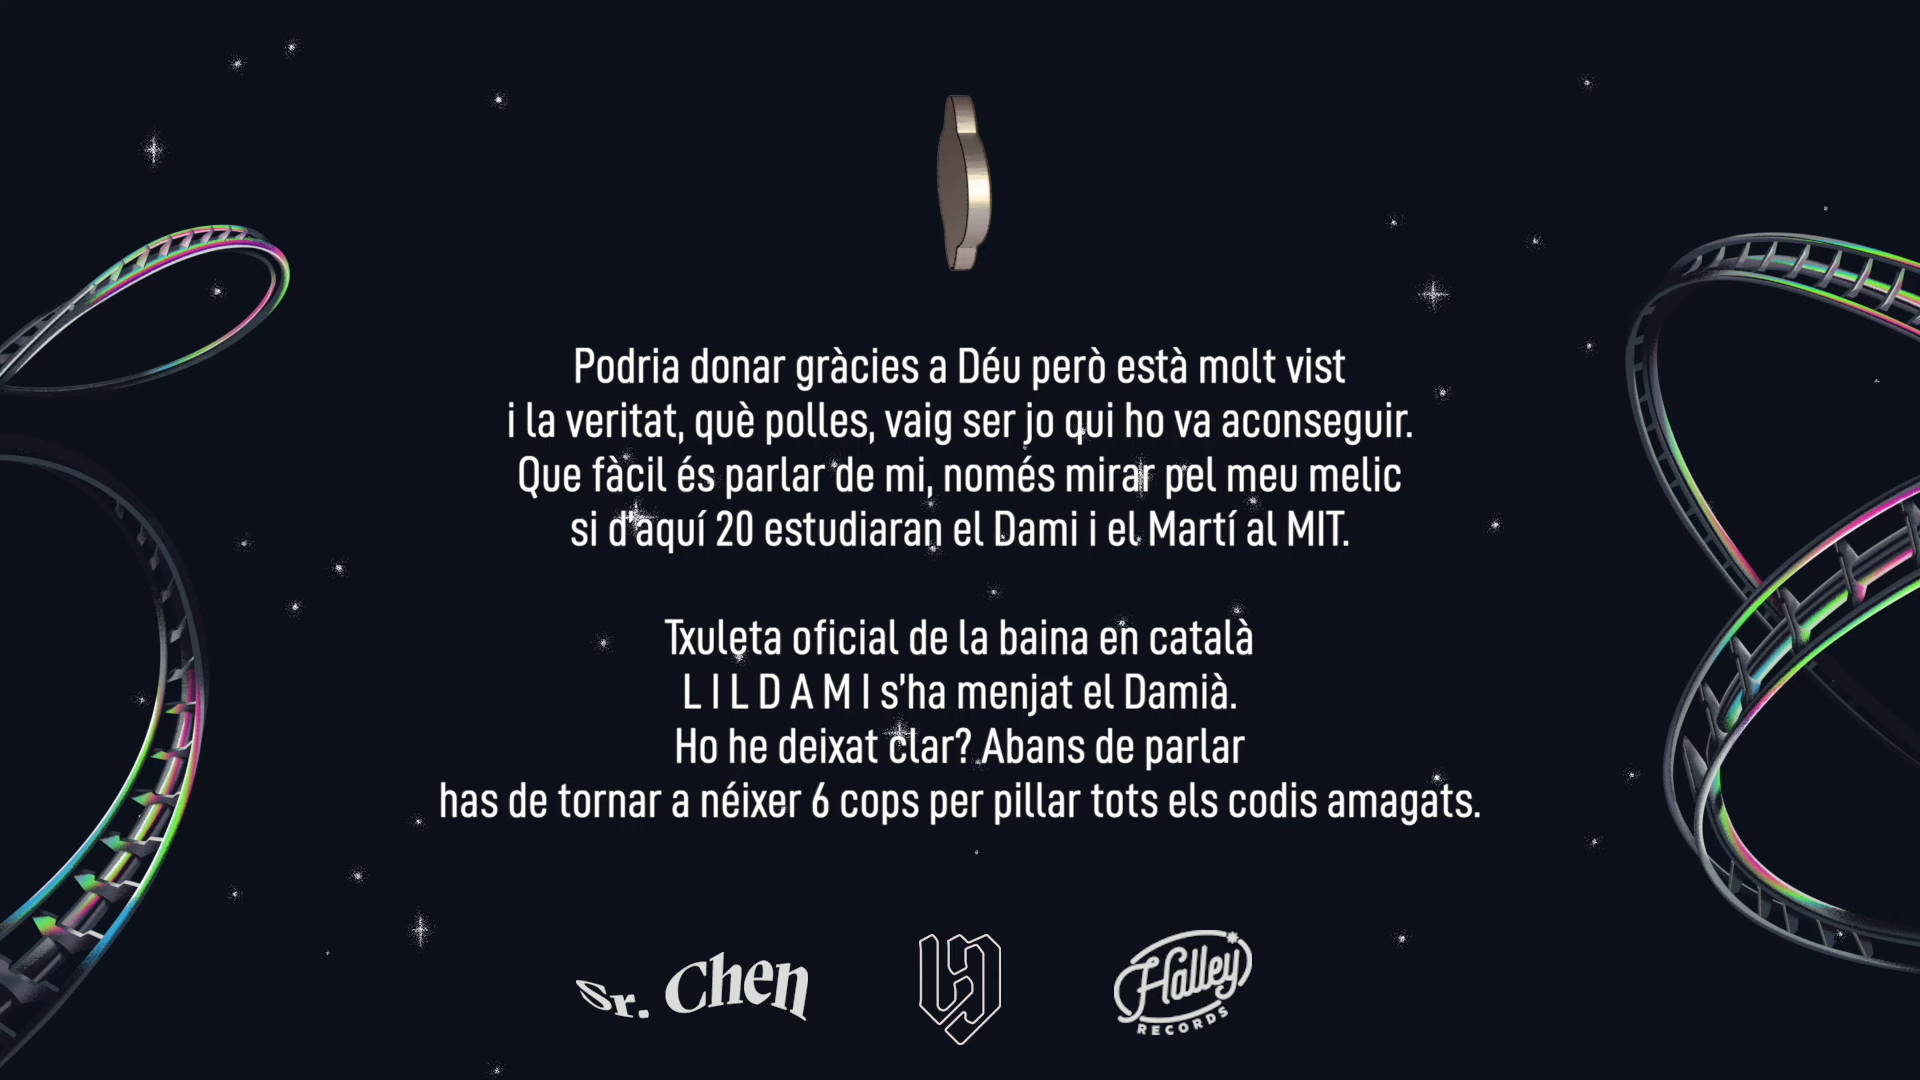 Podria donar gràcies a Déu però està molt vist
i la veritat, què polles, vaig ser jo qui ho va aconseguir.
Que fàcil és parlar de mi, només mirar pel meu melic
si d'aquí 20 estudiaran el Dami i el Martí al MIT.
Txuleta oficial de la baina en català
L I L D A M I s'ha menjat el Damià.
Ho he deixat clar? Abans de parlar
has de tornar a néixer 6 cops per pillar tots els codis amagats.
Sr. Chen
Halley
RECORDS